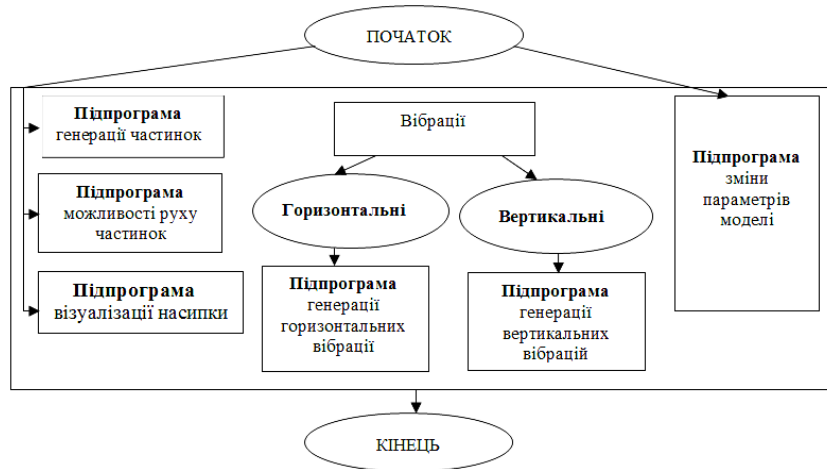 ПОЧАТОК
Підпрограма
генерації частинок
Підпрограма
можливості руху
частинок
Підпрограма
візуалізації насипки
Вібрації
Горизонтальні
Вертикальні
Підпрограма
генерації
горизонтальних
вібрації
Підпрограма
генерації
вертикальних
вібрацій
Підпрограма
зміни
параметрів
моделі
КІНЕЦЬ